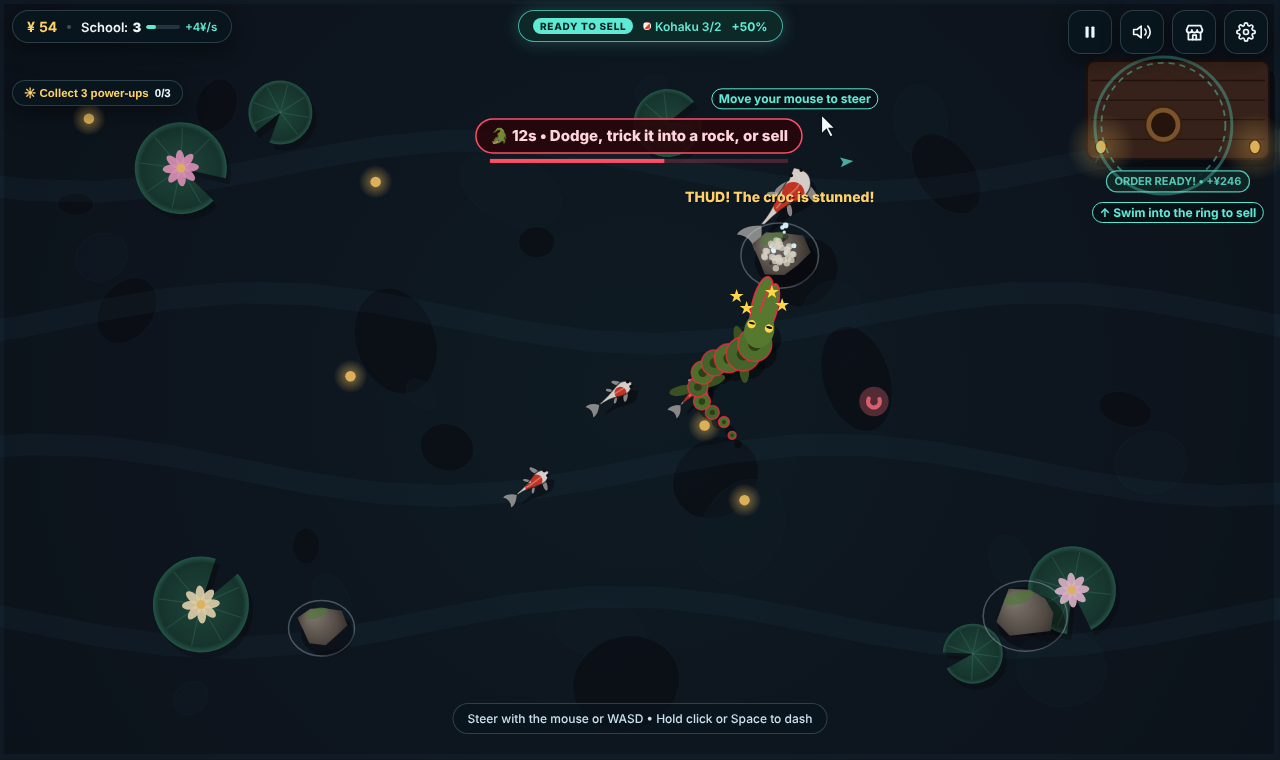 ¥ 54 • School: 3 +4¥/s
READY TO SELL Kohaku 3/2 +50%
Collect 3 power-ups 0/3
Move your mouse to steer
12s • Dodge, trick it into a rock, or sell
THUD! The croc is stunned!
ORDER READY! • +¥246
↑ Swim into the ring to sell
Steer with the mouse or WASD • Hold click or Space to dash